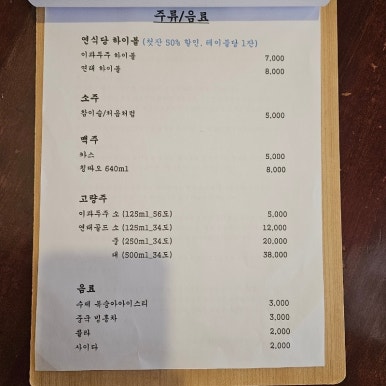 주류/음료
연식당 하이볼 (첫잔 50% 할인, 테이블당 1잔)
이과두주 하이볼 7,000
연태 하이볼 8,000
소주
참이슬/처음처럼 5,000
맥주
카스 5,000
칭따오 640ml 8,000
고량주
이과두주 소 (125ml_56도) 5,000
연태골드 소 (125ml_34도) 12,000
중 (250ml_34도) 20,000
대 (500ml_34도) 38,000
음료
수제 복숭아아이스티 3,000
중국 빙홍차 3,000
콜라 2,000
사이다 2,000